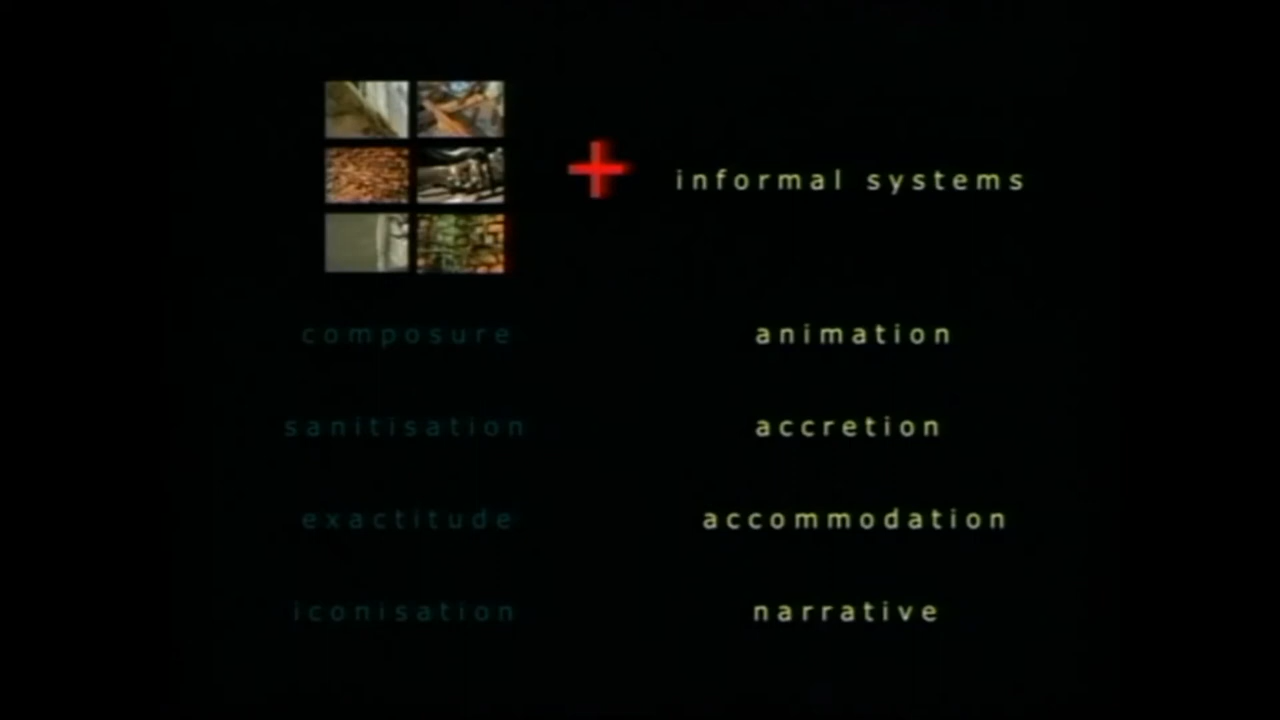 informal systems
composure animation
sanitisation accretion
exactitude accommodation
iconisation narrative